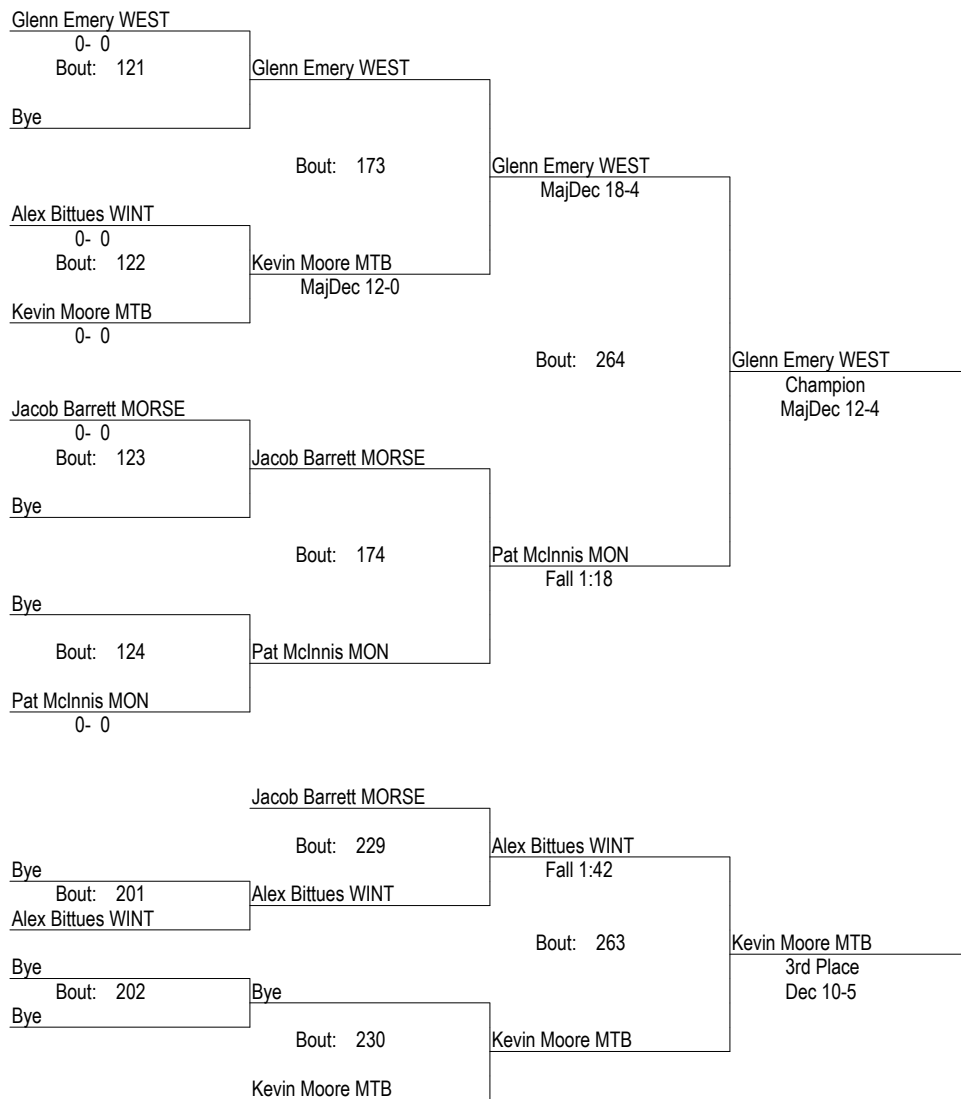 Glenn Emery WEST
0- 0
Bout: 121
Glenn Emery WEST
Bye
Bout: 173
Glenn Emery WEST
MajDec 18-4
Alex Bittues WINT
0- 0
Bout: 122
Kevin Moore MTB
MajDec 12-0
Kevin Moore MTB
0- 0
Bout: 264
Glenn Emery WEST
Champion
MajDec 12-4
Jacob Barrett MORSE
0- 0
Bout: 123
Jacob Barrett MORSE
Bye
Bout: 174
Pat McInnis MON
Fall 1:18
Bye
Bout: 124
Pat McInnis MON
Pat McInnis MON
0- 0
Jacob Barrett MORSE
Bout: 229
Alex Bittues WINT
Fall 1:42
Bye
Bout: 201
Alex Bittues WINT
Alex Bittues WINT
Bout: 263
Kevin Moore MTB
3rd Place
Dec 10-5
Bye
Bout: 202
Bye
Bye
Bout: 230
Kevin Moore MTB
Kevin Moore MTB